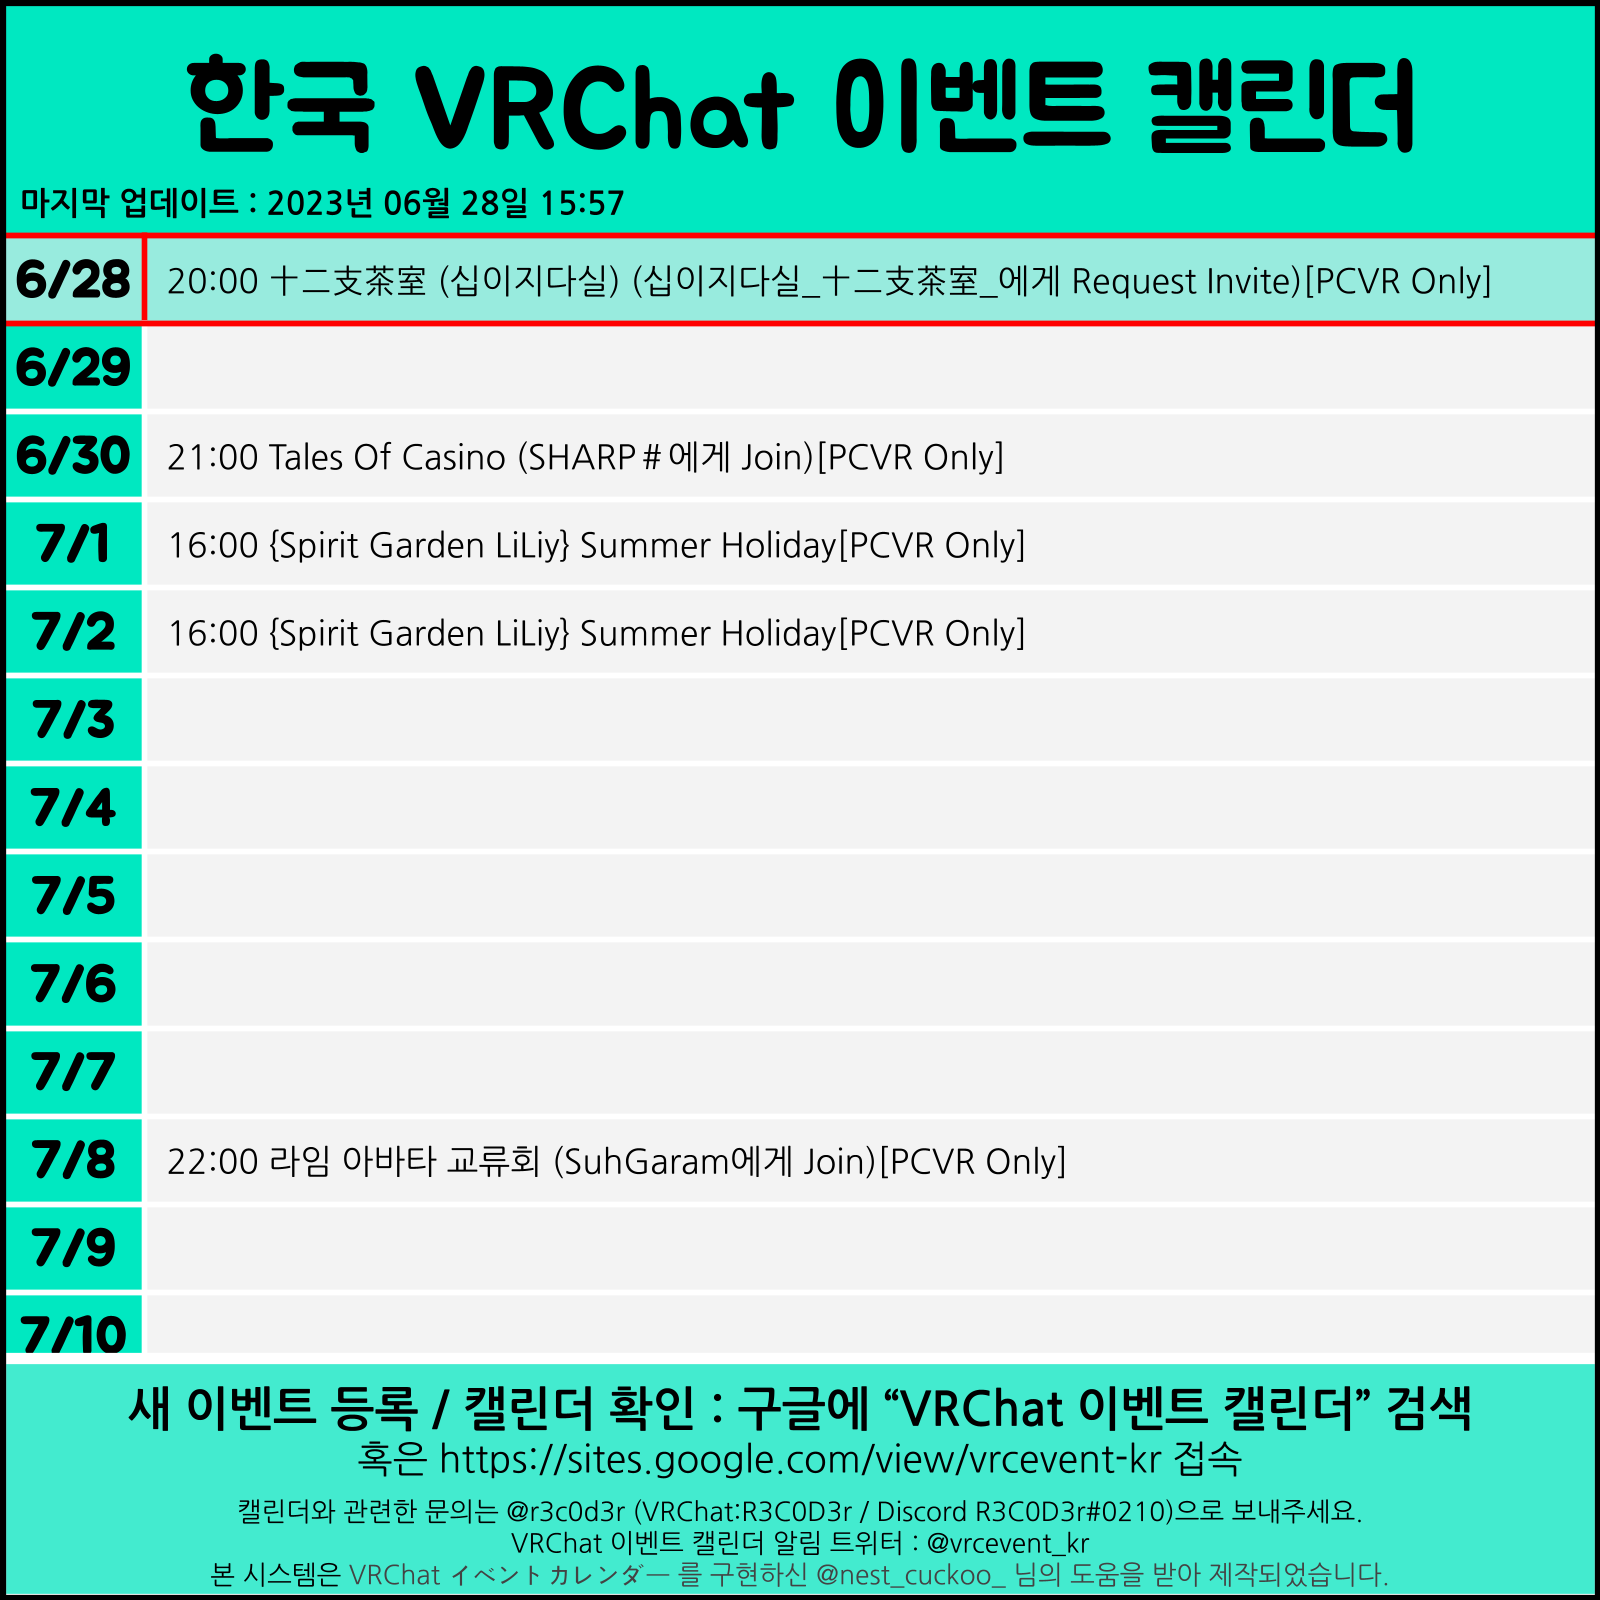 한국 VRChat 이벤트 캘린더
마지막 업데이트 : 2023년 06월 28일 15:57
6/28 20:00 十二支茶室 (십이지다실) (십이지다실_十二支茶室_에게 Request Invite)[PCVR Only]
6/29
6/30 21:00 Tales Of Casino (SHARP＃에게 Join)[PCVR Only]
7/1 16:00 {Spirit Garden LiLiy} Summer Holiday[PCVR Only]
7/2 16:00 {Spirit Garden LiLiy} Summer Holiday[PCVR Only]
7/3
7/4
7/5
7/6
7/7
7/8 22:00 라임 아바타 교류회 (SuhGaram에게 Join)[PCVR Only]
7/9
7/10
새 이벤트 등록 / 캘린더 확인 : 구글에 “VRChat 이벤트 캘린더” 검색
혹은 https://sites.google.com/view/vrcevent-kr 접속
캘린더와 관련한 문의는 @r3c0d3r (VRChat:R3C0D3r / Discord R3C0D3r#0210)으로 보내주세요.
VRChat 이벤트 캘린더 알림 트위터 : @vrcevent_kr
본 시스템은 VRChat イベントカレンダ― 를 구현하신 @nest_cuckoo_ 님의 도움을 받아 제작되었습니다.